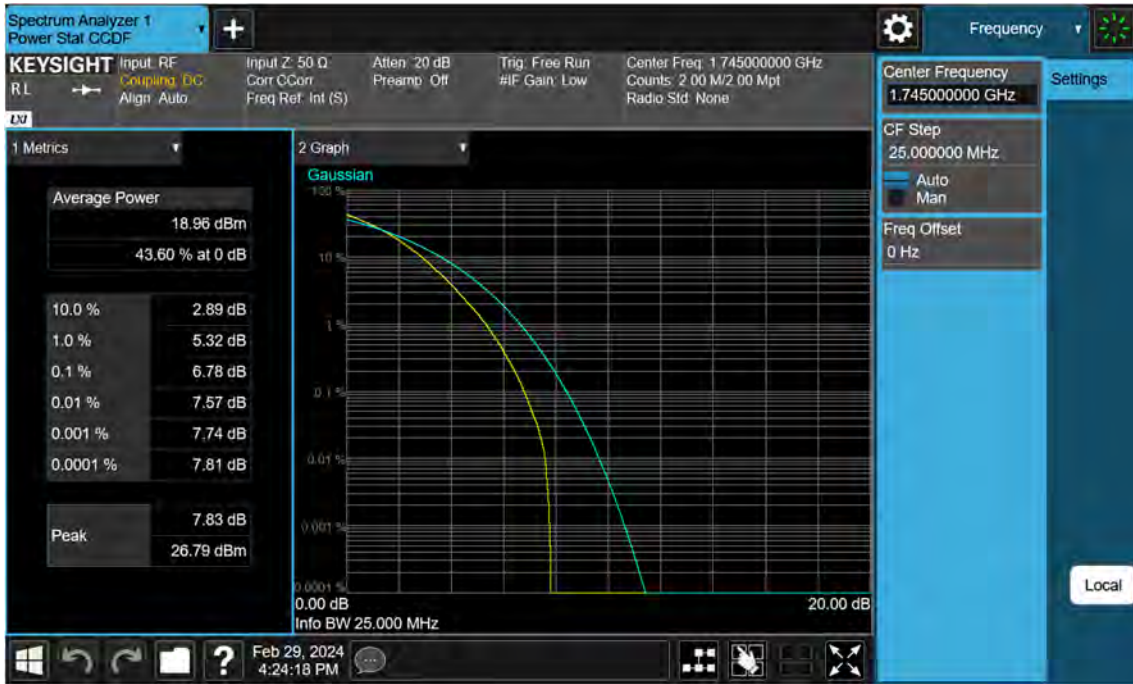 Spectrum Analyzer 1
Power Stat CCDF
+
Frequency
KEYSIGHT
RL
LXI
Input: RF
Coupling: DC
Align: Auto
Input Z: 50 Ω
Corr CCorr
Freq Ref: Int (S)
Atten: 20 dB
Preamp: Off
Trig: Free Run
#IF Gain: Low
Center Freq: 1.745000000 GHz
Counts: 2.00 M/2.00 Mpt
Radio Std: None
Center Frequency
1.745000000 GHz
Settings
CF Step
25.000000 MHz
Auto
Man
Freq Offset
0 Hz
Local
1 Metrics
Average Power
18.96 dBm
43.60 % at 0 dB
10.0 % 2.89 dB
1.0 % 5.32 dB
0.1 % 6.78 dB
0.01 % 7.57 dB
0.001 % 7.74 dB
0.0001 % 7.81 dB
Peak 7.83 dB
26.79 dBm
2 Graph
Gaussian
100 %
10 %
1 %
0.1 %
0.01 %
0.001 %
0.0001 %
0.00 dB 20.00 dB
Info BW 25.000 MHz
?
Feb 29, 2024
4:24:18 PM